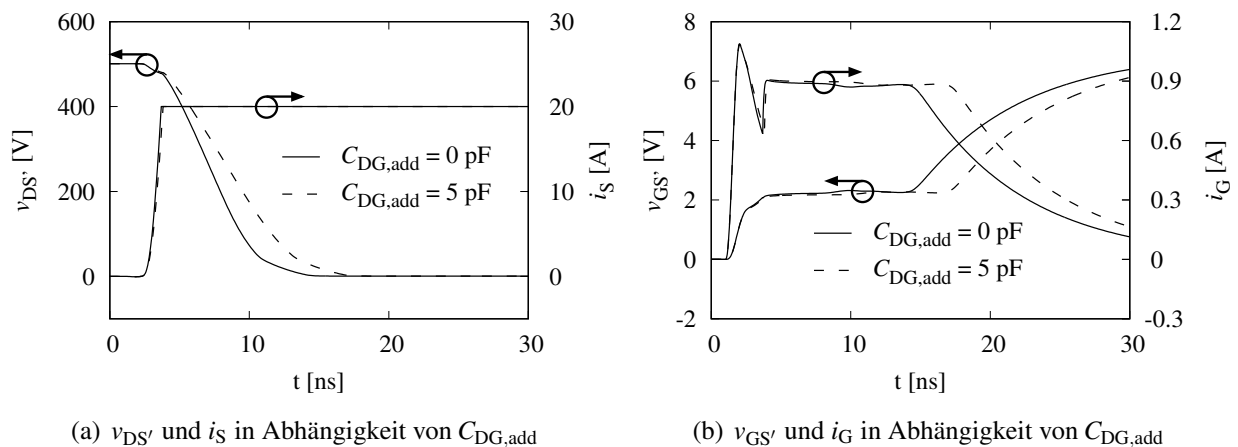 600
400
200
0
v_DS' [V]
30
20
10
0
i_S [A]
C_DG,add = 0 pF
C_DG,add = 5 pF
0 10 20 30
t [ns]
(a) v_DS′ und i_S in Abhängigkeit von C_DG,add
8
6
4
2
0
-2
v_GS' [V]
1.2
0.9
0.6
0.3
0
-0.3
i_G [A]
C_DG,add = 0 pF
C_DG,add = 5 pF
0 10 20 30
t [ns]
(b) v_GS′ und i_G in Abhängigkeit von C_DG,add